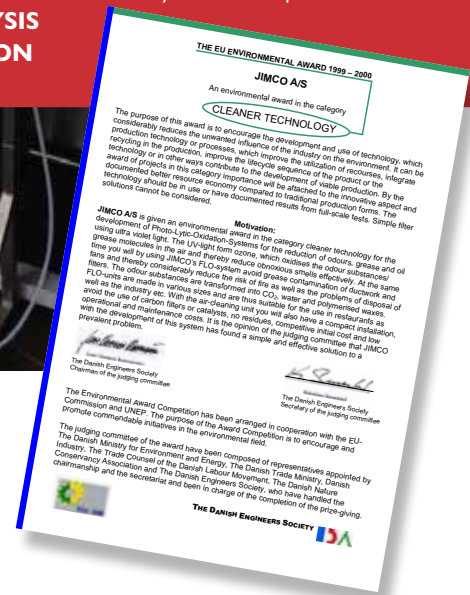 YSIS
ON
THE EU ENVIRONMENTAL AWARD 1999 – 2000
JIMCO A/S
An environmental award in the category
CLEANER TECHNOLOGY
The purpose of this award is to encourage the development and use of technology, which
considerably reduces the unwanted influence of the industry on the environment. It can be
production technology or processes, which improve the utilization of recourses, integrate
recycling in the production, improve the lifecycle sequence of the product or the
technology or in other ways contribute to the development of viable production. By the
award of projects in this category importance will be attached to the innovative aspect and
documented better resource economy compared to traditional production forms. The
technology should be in use or have documented results from full-scale tests. Simple filter
solutions cannot be considered.
Motivation:
JIMCO A/S is given an environmental award in the category cleaner technology for the
development of Photo-Lytic-Oxidation-Systems for the reduction of odours, grease and oil
using ultra violet light. The UV-light from ozone, which oxidises the odour substances/
grease molecules in the air and thereby reduce obnoxious smells effectively. At the same
time you will by using JIMCO's FLO-system avoid grease contamination of ductwork and
fans and thereby considerably reduce the risk of fire as well as the problems of disposal of
filters. The odour substances are transformed into CO₂, water and polymerised waxes.
FLO-units are made in various sizes and are thus suitable for the use in restaurants as
well as the industry etc. With the air-cleaning unit you will also have a compact installation,
avoid the use of carbon filters or catalysts, no residues, competitive initial cost and low
operational and maintenance costs. It is the opinion of the judging committee that JIMCO
with the development of this system has found a simple and effective solution to a
prevalent problem.
The Danish Engineers Society
Chairman of the judging committee
The Danish Engineers Society
Secretary of the judging committee
The Environmental Award Competition has been arranged in cooperation with the EU-
Commission and UNEP. The purpose of the Award Competition is to encourage and
promote commendable initiatives in the environmental field.
The judging committee of the award have been composed of representatives appointed by
The Danish Ministry for Environment and Energy, The Danish Trade Ministry, Danish
Industry, The Trade Counsel of the Danish Labour Movement, The Danish Nature
Conservancy Association and The Danish Engineers Society, who have handled the
chairmanship and the secretariat and been in charge of the completion of the prize-giving.
THE DANISH ENGINEERS SOCIETY